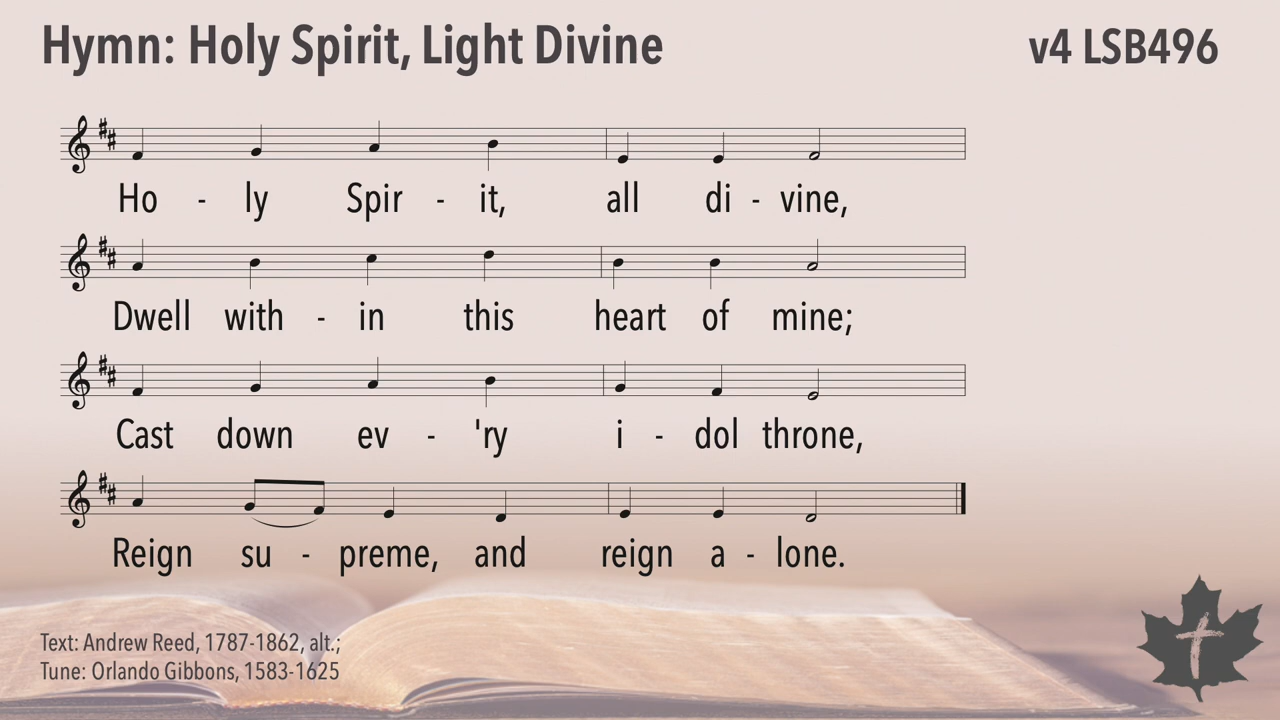 Hymn: Holy Spirit, Light Divine
v4 LSB496
Ho - ly Spir - it, all di - vine,
Dwell with - in this heart of mine;
Cast down ev - 'ry i - dol throne,
Reign su - preme, and reign a - lone.
Text: Andrew Reed, 1787-1862, alt.;
Tune: Orlando Gibbons, 1583-1625